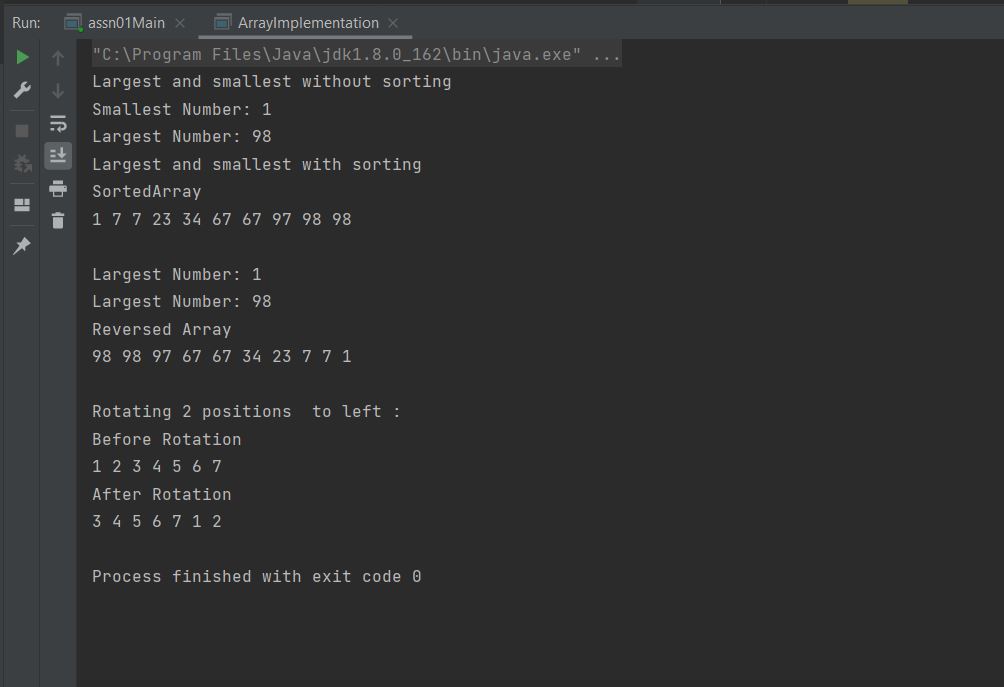 Run: assn01Main × ArrayImplementation ×
"C:\Program Files\Java\jdk1.8.0_162\bin\java.exe" ...
Largest and smallest without sorting
Smallest Number: 1
Largest Number: 98
Largest and smallest with sorting
SortedArray
1 7 7 23 34 67 67 97 98 98
Largest Number: 1
Largest Number: 98
Reversed Array
98 98 97 67 67 34 23 7 7 1
Rotating 2 positions  to left :
Before Rotation
1 2 3 4 5 6 7
After Rotation
3 4 5 6 7 1 2
Process finished with exit code 0